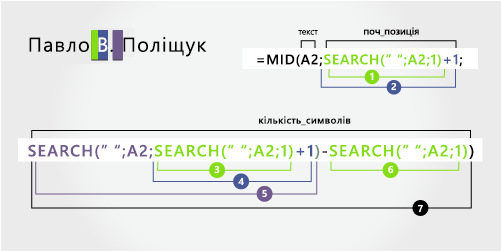 Павло В. Поліщук
текст поч_позиція
=MID(A2;SEARCH(" ";A2;1)+1;
1
2
кількість_символів
SEARCH(" ";A2;SEARCH(" ";A2;1)+1)-SEARCH(" ";A2;1))
3 6
4
5
7